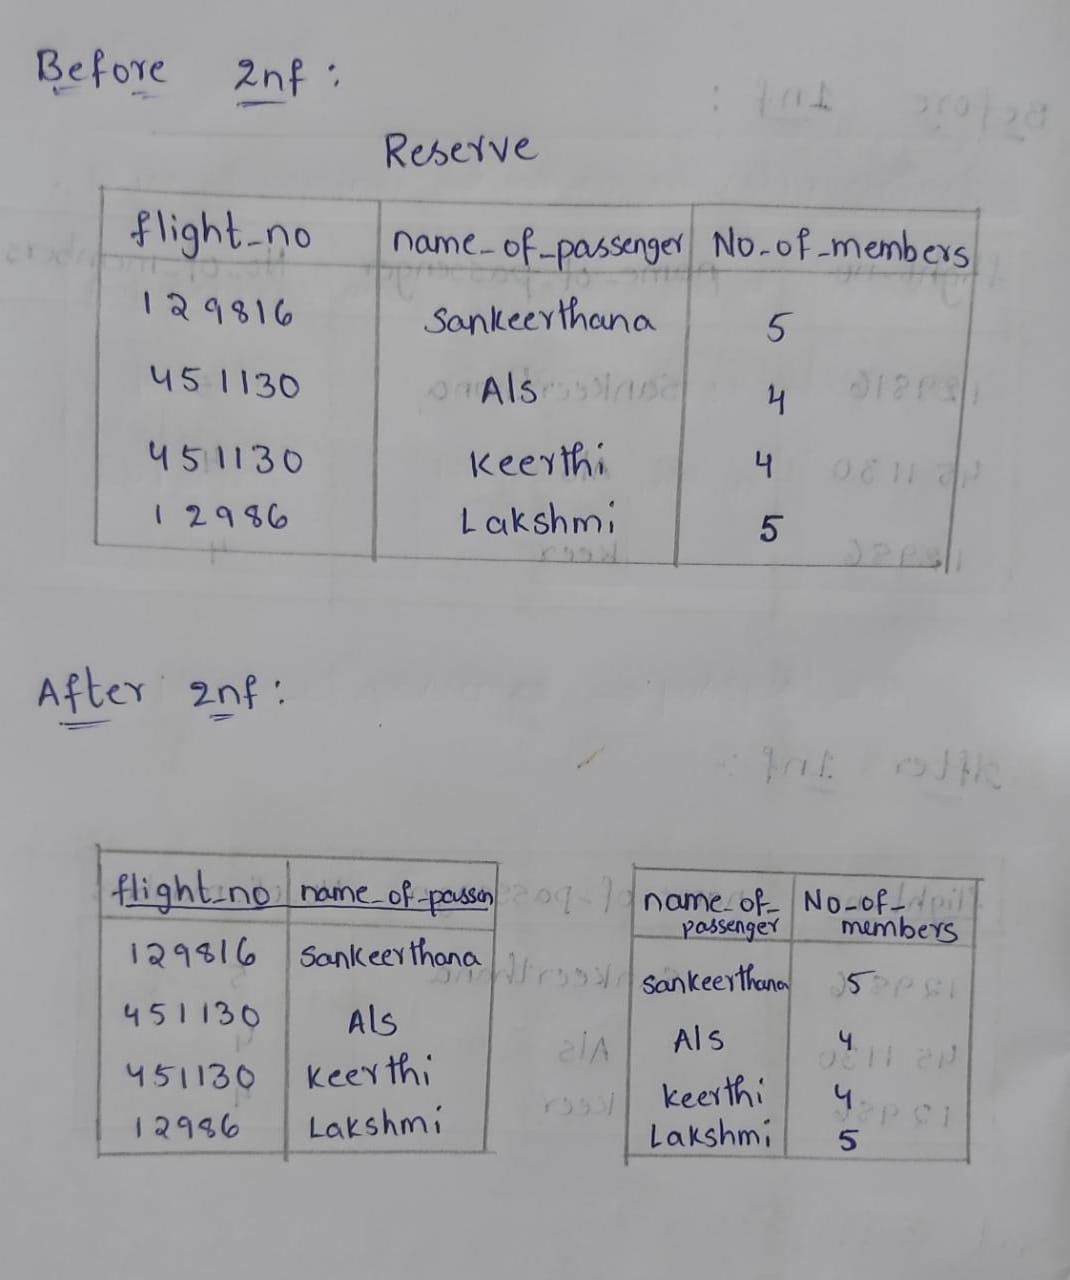 Before 2nf :
Reserve
flight_no name_of_passenger No_of_members
129816 Sankeerthana 5
451130 Als 4
451130 Keerthi 4
12986 Lakshmi 5
After 2nf :
flight_no name_of_passen name_of_passenger No_of_members
129816 Sankeerthana Sankeerthana 5
451130 Als Als 4
451130 Keerthi Keerthi 4
12986 Lakshmi Lakshmi 5